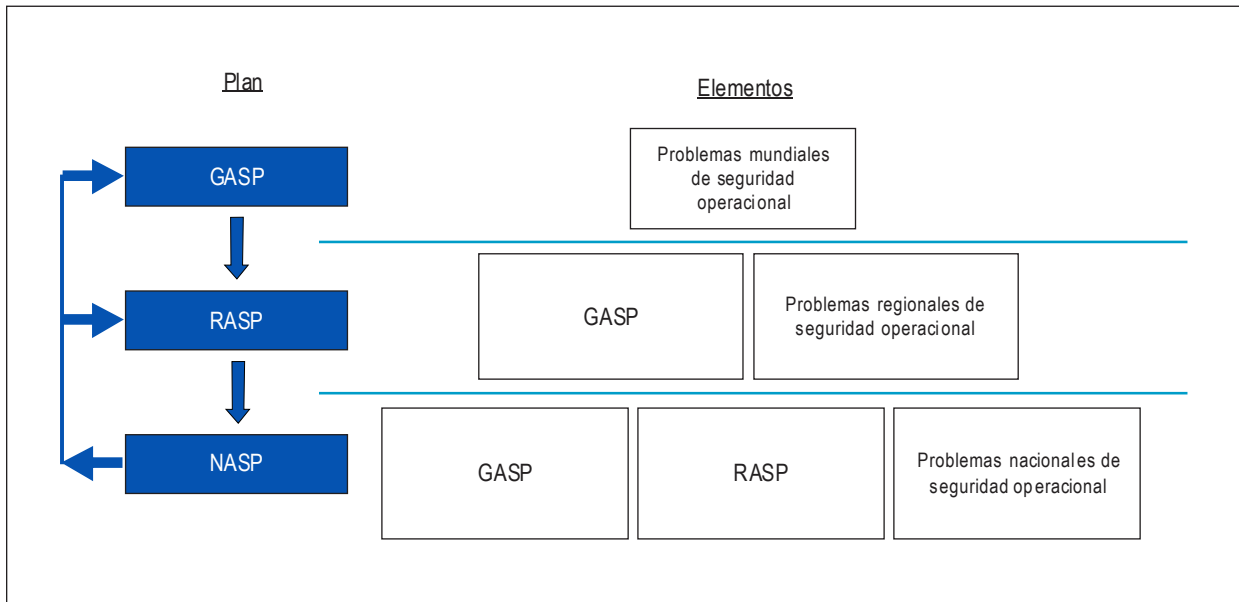 Plan
Elementos
GASP
Problemas mundiales
de seguridad
operacional
RASP
GASP
Problemas regionales de
seguridad operacional
NASP
GASP
RASP
Problemas nacionales de
seguridad operacional